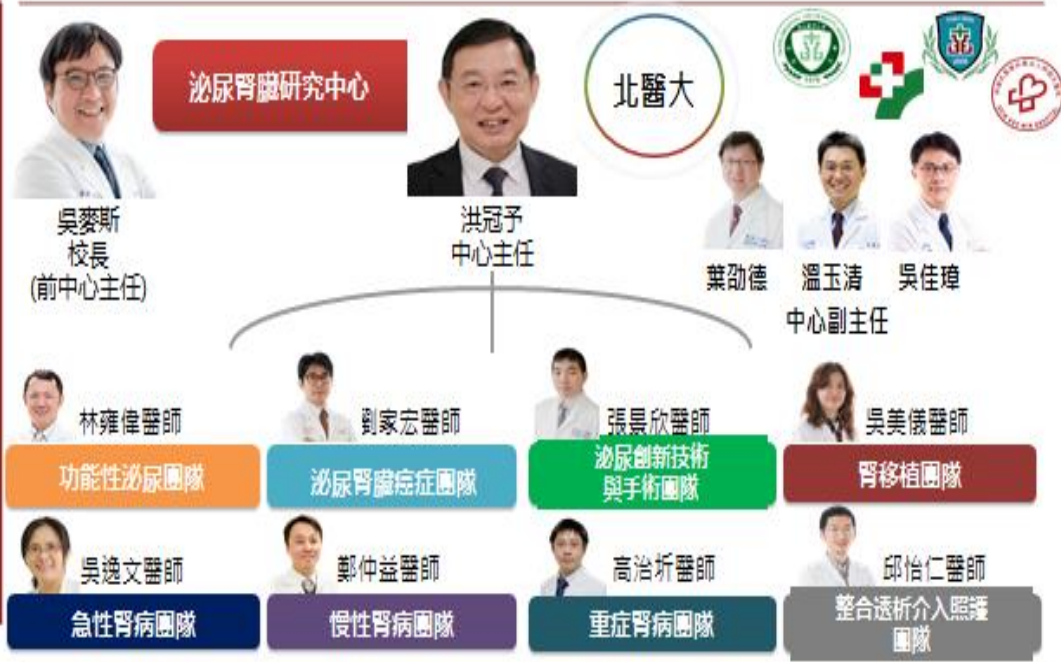 泌尿腎臟研究中心
北醫大
吳麥斯
校長
(前中心主任)
洪冠予
中心主任
葉劭德
溫玉清
吳佳璋
中心副主任
林雍偉醫師
劉家宏醫師
張景欣醫師
吳美儀醫師
功能性泌尿團隊
泌尿腎臟癌症團隊
泌尿創新技術
與手術團隊
腎移植團隊
吳逸文醫師
鄭仲益醫師
高治圻醫師
邱怡仁醫師
急性腎病團隊
慢性腎病團隊
重症腎病團隊
整合透析介入照護
團隊